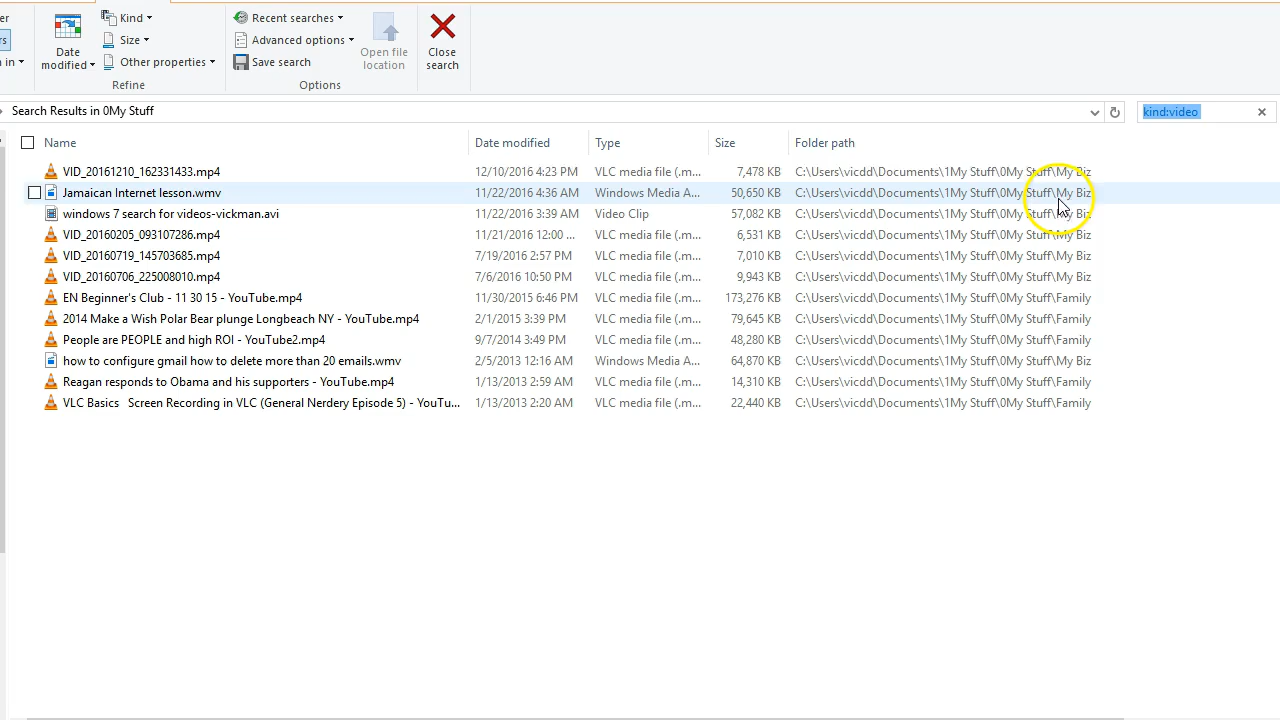 er
Kind
Recent searches
rs
Size
Advanced options
Date modified
Open file location
Close search
n in
Other properties
Save search
Refine
Options
Search Results in 0My Stuff
kind:video
Name Date modified Type Size Folder path
VID_20161210_162331433.mp4 12/10/2016 4:23 PM VLC media file (.m... 7,478 KB C:\Users\vicdd\Documents\1My Stuff\0My Stuff\My Biz
Jamaican Internet lesson.wmv 11/22/2016 4:36 AM Windows Media A... 50,650 KB C:\Users\vicdd\Documents\1My Stuff\0My Stuff\My Biz
windows 7 search for videos-vickman.avi 11/22/2016 3:39 AM Video Clip 57,082 KB C:\Users\vicdd\Documents\1My Stuff\0My Stuff\My Biz
VID_20160205_093107286.mp4 11/21/2016 12:00 ... VLC media file (.m... 6,531 KB C:\Users\vicdd\Documents\1My Stuff\0My Stuff\My Biz
VID_20160719_145703685.mp4 7/19/2016 2:57 PM VLC media file (.m... 7,010 KB C:\Users\vicdd\Documents\1My Stuff\0My Stuff\My Biz
VID_20160706_225008010.mp4 7/6/2016 10:50 PM VLC media file (.m... 9,943 KB C:\Users\vicdd\Documents\1My Stuff\0My Stuff\My Biz
EN Beginner's Club - 11 30 15 - YouTube.mp4 11/30/2015 6:46 PM VLC media file (.m... 173,276 KB C:\Users\vicdd\Documents\1My Stuff\0My Stuff\Family
2014 Make a Wish Polar Bear plunge Longbeach NY - YouTube.mp4 2/1/2015 3:39 PM VLC media file (.m... 79,645 KB C:\Users\vicdd\Documents\1My Stuff\0My Stuff\Family
People are PEOPLE and high ROI - YouTube2.mp4 9/7/2014 3:49 PM VLC media file (.m... 48,280 KB C:\Users\vicdd\Documents\1My Stuff\0My Stuff\Family
how to configure gmail how to delete more than 20 emails.wmv 2/5/2013 12:16 AM Windows Media A... 64,870 KB C:\Users\vicdd\Documents\1My Stuff\0My Stuff\My Biz
Reagan responds to Obama and his supporters - YouTube.mp4 1/13/2013 2:59 AM VLC media file (.m... 14,310 KB C:\Users\vicdd\Documents\1My Stuff\0My Stuff\Family
VLC Basics Screen Recording in VLC (General Nerdery Episode 5) - YouTu... 1/13/2013 2:20 AM VLC media file (.m... 22,440 KB C:\Users\vicdd\Documents\1My Stuff\0My Stuff\Family